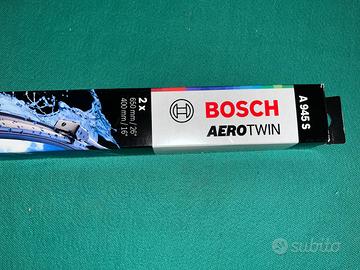 2 x
650 mm / 26"
400 mm / 16"
BOSCH
AEROTWIN
A 945 S
subito